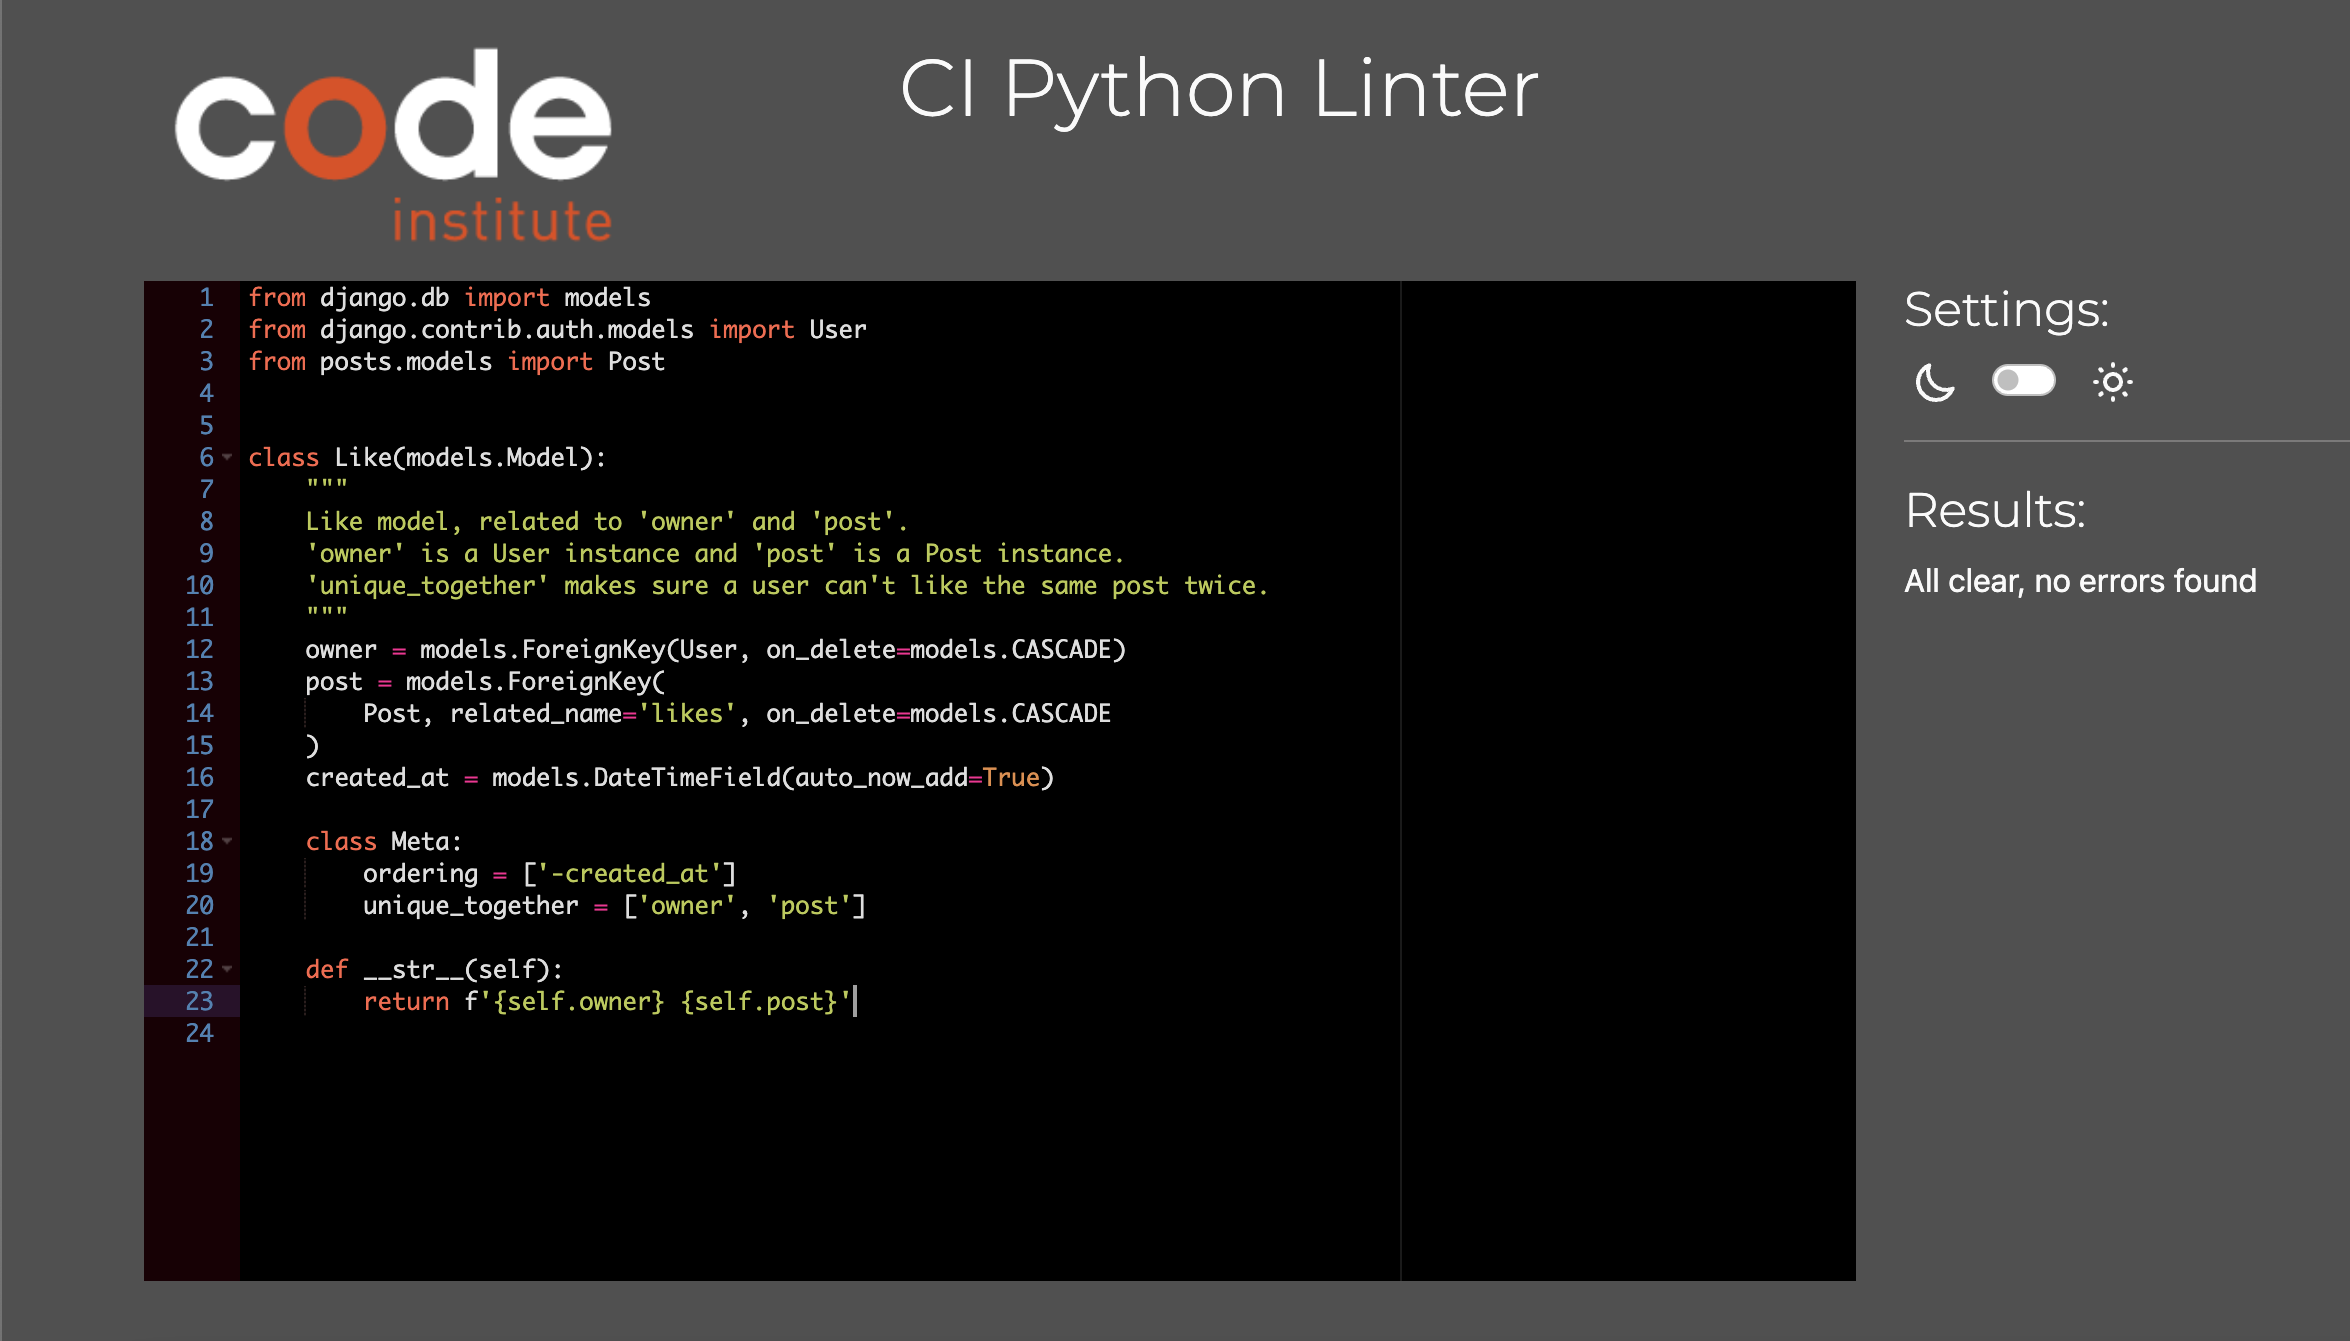 code
institute
CI Python Linter
1 from django.db import models
2 from django.contrib.auth.models import User
3 from posts.models import Post
4
5
6 class Like(models.Model):
7     """
8     Like model, related to 'owner' and 'post'.
9     'owner' is a User instance and 'post' is a Post instance.
10     'unique_together' makes sure a user can't like the same post twice.
11     """
12     owner = models.ForeignKey(User, on_delete=models.CASCADE)
13     post = models.ForeignKey(
14         Post, related_name='likes', on_delete=models.CASCADE
15     )
16     created_at = models.DateTimeField(auto_now_add=True)
17
18     class Meta:
19         ordering = ['-created_at']
20         unique_together = ['owner', 'post']
21
22     def __str__(self):
23         return f'{self.owner} {self.post}'
24
Settings:
Results:
All clear, no errors found